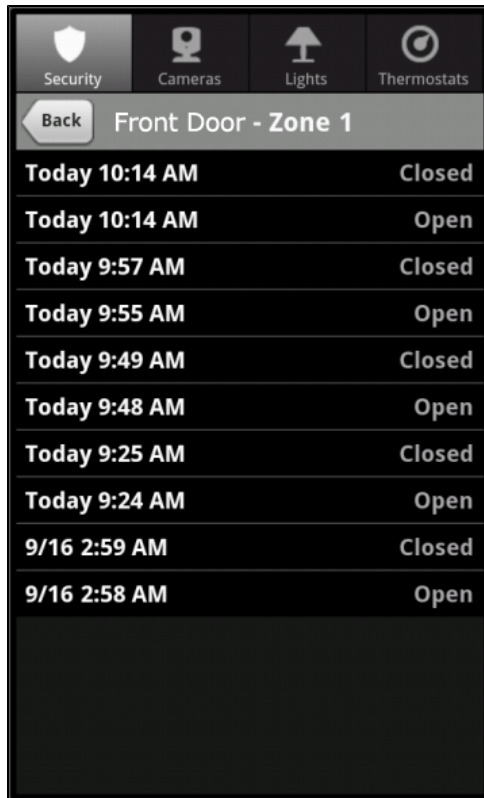 Security Cameras Lights Thermostats
Back Front Door - Zone 1
Today 10:14 AM Closed
Today 10:14 AM Open
Today 9:57 AM Closed
Today 9:55 AM Open
Today 9:49 AM Closed
Today 9:48 AM Open
Today 9:25 AM Closed
Today 9:24 AM Open
9/16 2:59 AM Closed
9/16 2:58 AM Open